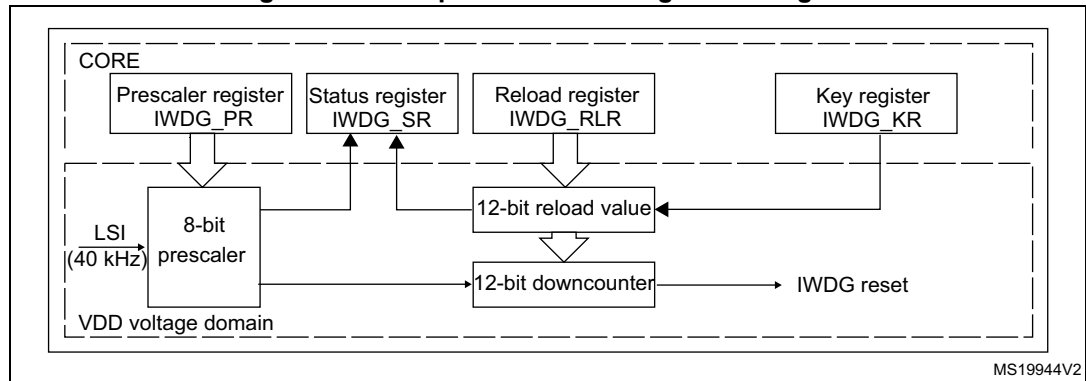 CORE
Prescaler register
IWDG_PR
Status register
IWDG_SR
Reload register
IWDG_RLR
Key register
IWDG_KR
LSI
(40 kHz)
8-bit
prescaler
12-bit reload value
12-bit downcounter
IWDG reset
VDD voltage domain
MS19944V2